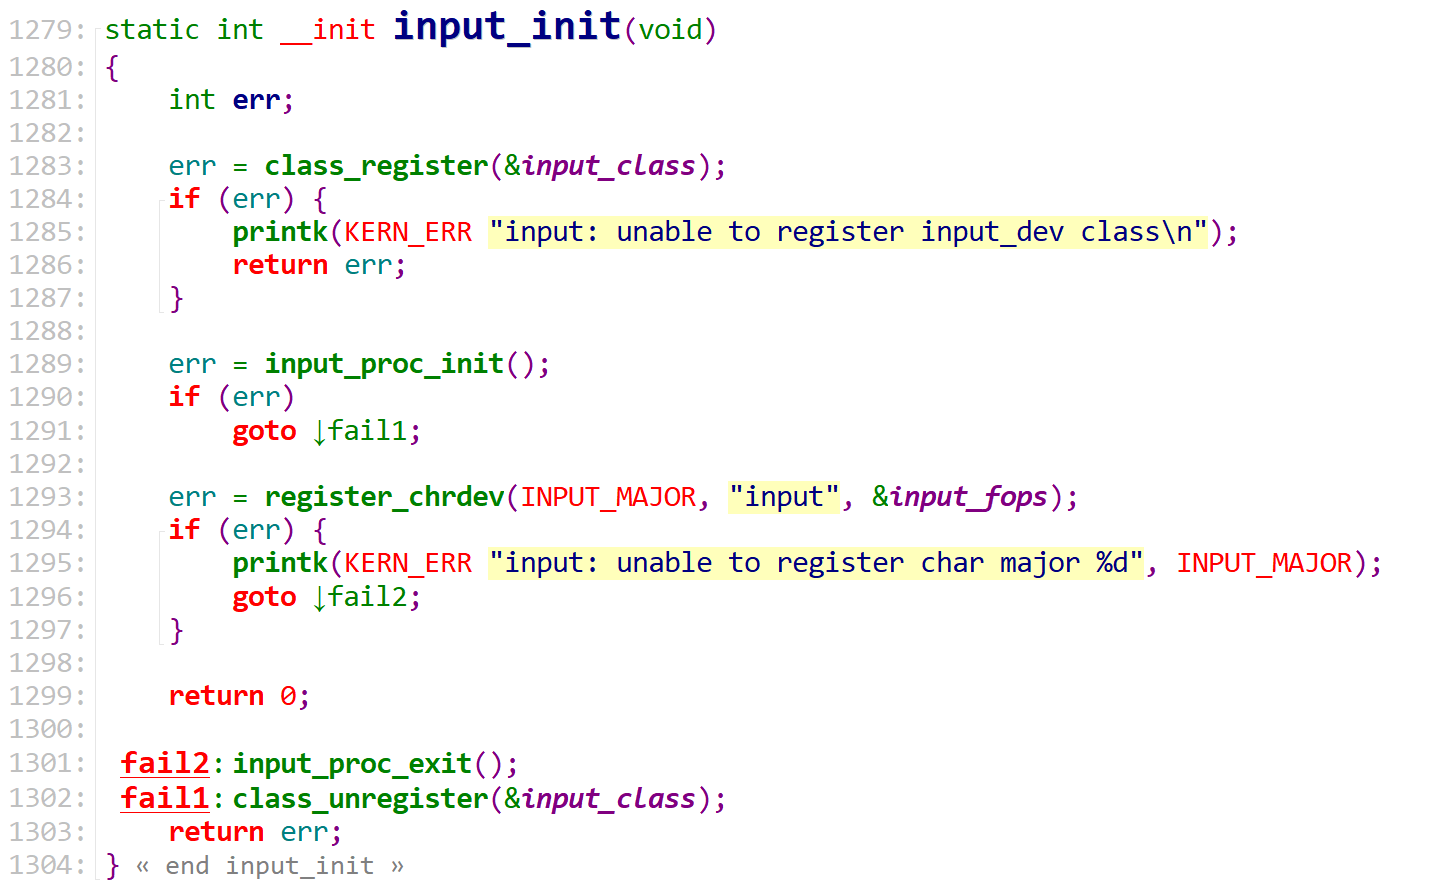 1279: static int __init input_init(void)
1280: {
1281:     int err;
1282:
1283:     err = class_register(&input_class);
1284:     if (err) {
1285:         printk(KERN_ERR "input: unable to register input_dev class\n");
1286:         return err;
1287:     }
1288:
1289:     err = input_proc_init();
1290:     if (err)
1291:         goto ↓fail1;
1292:
1293:     err = register_chrdev(INPUT_MAJOR, "input", &input_fops);
1294:     if (err) {
1295:         printk(KERN_ERR "input: unable to register char major %d", INPUT_MAJOR);
1296:         goto ↓fail2;
1297:     }
1298:
1299:     return 0;
1300:
1301:  fail2: input_proc_exit();
1302:  fail1: class_unregister(&input_class);
1303:     return err;
1304: } « end input_init »